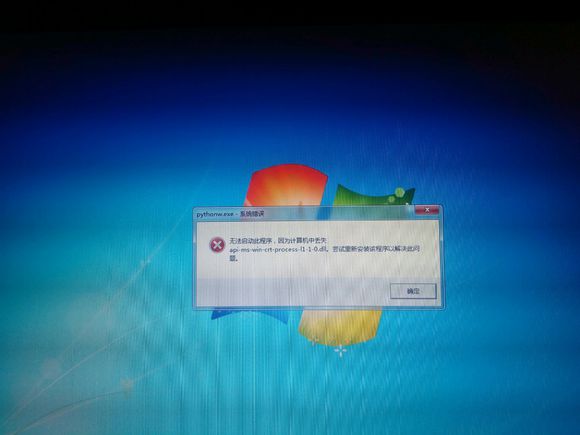 pythonw.exe - 系统错误
无法启动此程序，因为计算机中丢失
api-ms-win-crt-process-l1-1-0.dll。尝试重新安装该程序以解决此问
题。
确定